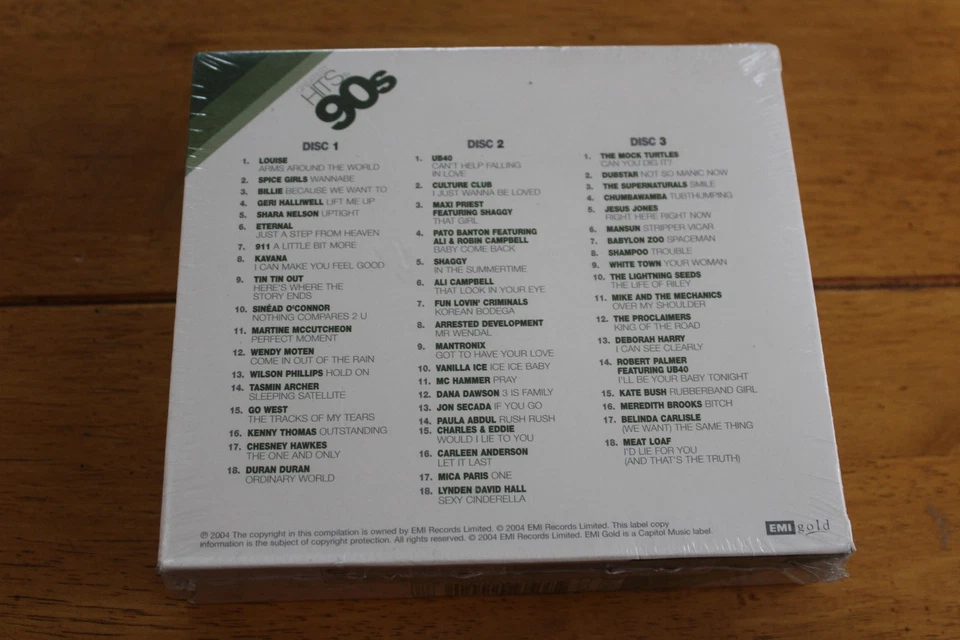 HITS
90s
DISC 1
1. LOUISE
ARMS AROUND THE WORLD
2. SPICE GIRLS WANNABE
3. BILLIE BECAUSE WE WANT TO
4. GERI HALLIWELL LIFT ME UP
5. SHARA NELSON UPTIGHT
6. ETERNAL
JUST A STEP FROM HEAVEN
7. 911 A LITTLE BIT MORE
8. KAVANA
I CAN MAKE YOU FEEL GOOD
9. TIN TIN OUT
HERE'S WHERE THE
STORY ENDS
10. SINÉAD O'CONNOR
NOTHING COMPARES 2 U
11. MARTINE MCCUTCHEON
PERFECT MOMENT
12. WENDY MOTEN
COME IN OUT OF THE RAIN
13. WILSON PHILLIPS HOLD ON
14. TASMIN ARCHER
SLEEPING SATELLITE
15. GO WEST
THE TRACKS OF MY TEARS
16. KENNY THOMAS OUTSTANDING
17. CHESNEY HAWKES
THE ONE AND ONLY
18. DURAN DURAN
ORDINARY WORLD
DISC 2
1. UB40
CAN'T HELP FALLING
IN LOVE
2. CULTURE CLUB
I JUST WANNA BE LOVED
3. MAXI PRIEST
FEATURING SHAGGY
THAT GIRL
4. PATO BANTON FEATURING
ALI & ROBIN CAMPBELL
BABY COME BACK
5. SHAGGY
IN THE SUMMERTIME
6. ALI CAMPBELL
THAT LOOK IN YOUR EYE
7. FUN LOVIN' CRIMINALS
KOREAN BODEGA
8. ARRESTED DEVELOPMENT
MR WENDAL
9. MANTRONIX
GOT TO HAVE YOUR LOVE
10. VANILLA ICE ICE ICE BABY
11. MC HAMMER PRAY
12. DANA DAWSON 3 IS FAMILY
13. JON SECADA IF YOU GO
14. PAULA ABDUL RUSH RUSH
15. CHARLES & EDDIE
WOULD I LIE TO YOU
16. CARLEEN ANDERSON
LET IT LAST
17. MICA PARIS ONE
18. LYNDEN DAVID HALL
SEXY CINDERELLA
DISC 3
1. THE MOCK TURTLES
CAN YOU DIG IT?
2. DUBSTAR NOT SO MANIC NOW
3. THE SUPERNATURALS SMILE
4. CHUMBAWAMBA TUBTHUMPING
5. JESUS JONES
RIGHT HERE RIGHT NOW
6. MANSUN STRIPPER VICAR
7. BABYLON ZOO SPACEMAN
8. SHAMPOO TROUBLE
9. WHITE TOWN YOUR WOMAN
10. THE LIGHTNING SEEDS
THE LIFE OF RILEY
11. MIKE AND THE MECHANICS
OVER MY SHOULDER
12. THE PROCLAIMERS
KING OF THE ROAD
13. DEBORAH HARRY
I CAN SEE CLEARLY
14. ROBERT PALMER
FEATURING UB40
I'LL BE YOUR BABY TONIGHT
15. KATE BUSH RUBBERBAND GIRL
16. MEREDITH BROOKS BITCH
17. BELINDA CARLISLE
(WE WANT) THE SAME THING
18. MEAT LOAF
I'D LIE FOR YOU
(AND THAT'S THE TRUTH)
℗ 2004 The copyright in this compilation is owned by EMI Records Limited. © 2004 EMI Records Limited. This label copy
information is the subject of copyright protection. All rights reserved. © 2004 EMI Records Limited. EMI Gold is a Capitol Music label.
EMI gold